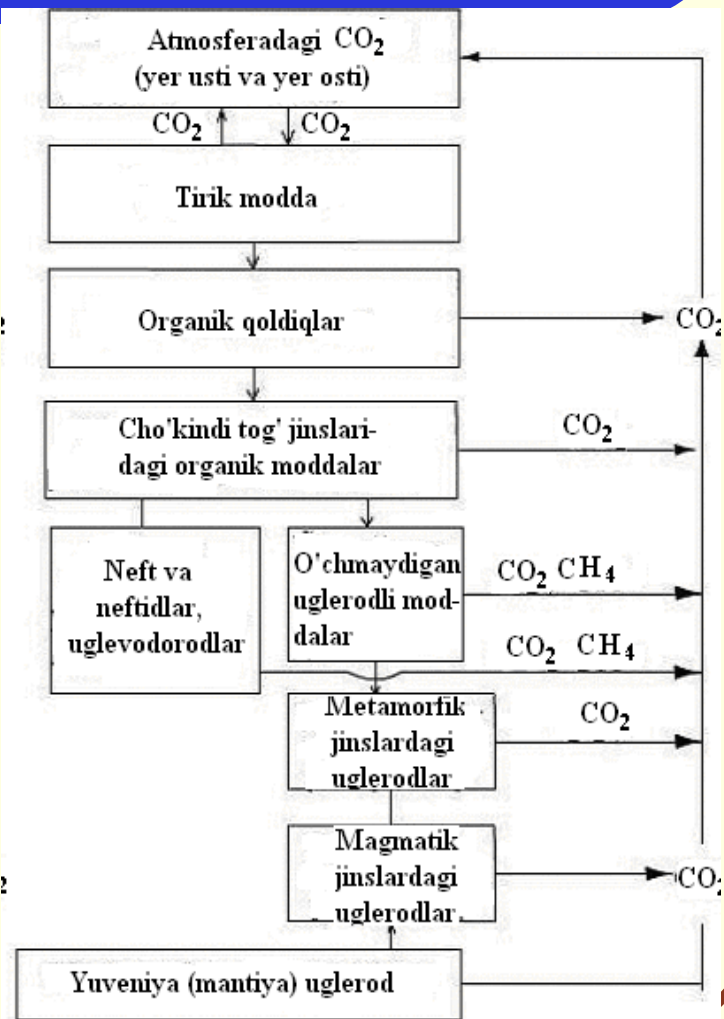 Atmosferadagi CO₂
(yer usti va yer osti)
CO₂ CO₂
Tirik modda
Organik qoldiqlar
CO₂
Cho'kindi tog' jinslari-
dagi organik moddalar
CO₂
Neft va
neftidlar,
uglevodorodlar
O'chmaydigan
uglerodli mod-
dalar
CO₂ CH₄
CO₂ CH₄
Metamorfik
jinslardagi
uglerodlar
CO₂
Magmatik
jinslardagi
uglerodlar
CO₂
Yuveniya (mantiya) uglerod